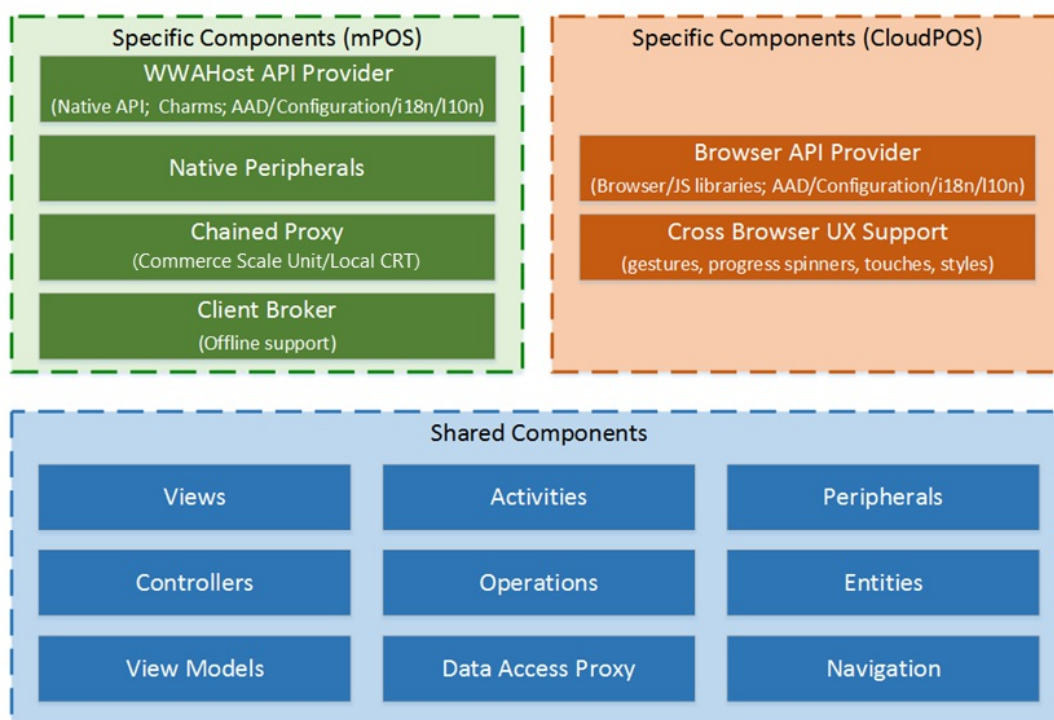 Specific Components (mPOS)
WWAHost API Provider
(Native API;  Charms; AAD/Configuration/i18n/l10n)
Native Peripherals
Chained Proxy
(Commerce Scale Unit/Local CRT)
Client Broker
(Offline support)
Specific Components (CloudPOS)
Browser API Provider
(Browser/JS libraries; AAD/Configuration/i18n/l10n)
Cross Browser UX Support
(gestures, progress spinners, touches, styles)
Shared Components
Views
Activities
Peripherals
Controllers
Operations
Entities
View Models
Data Access Proxy
Navigation